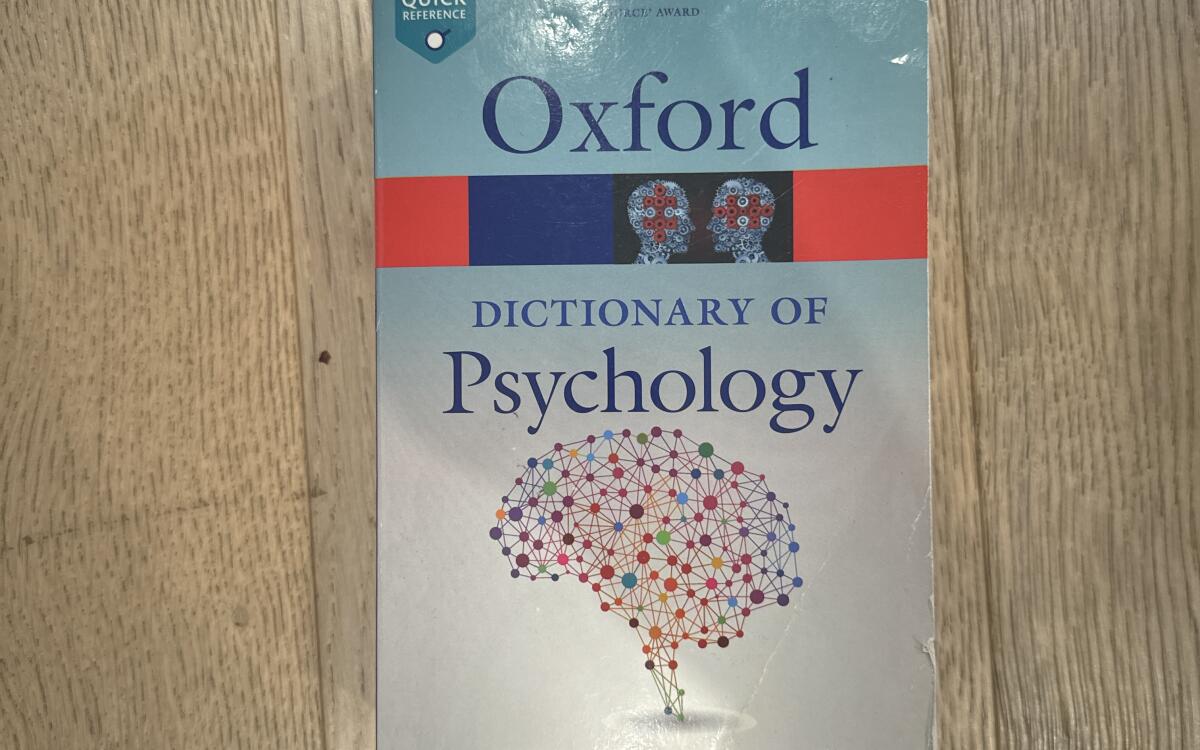 QUICK
REFERENCE
AWARD
Oxford
DICTIONARY OF
Psychology